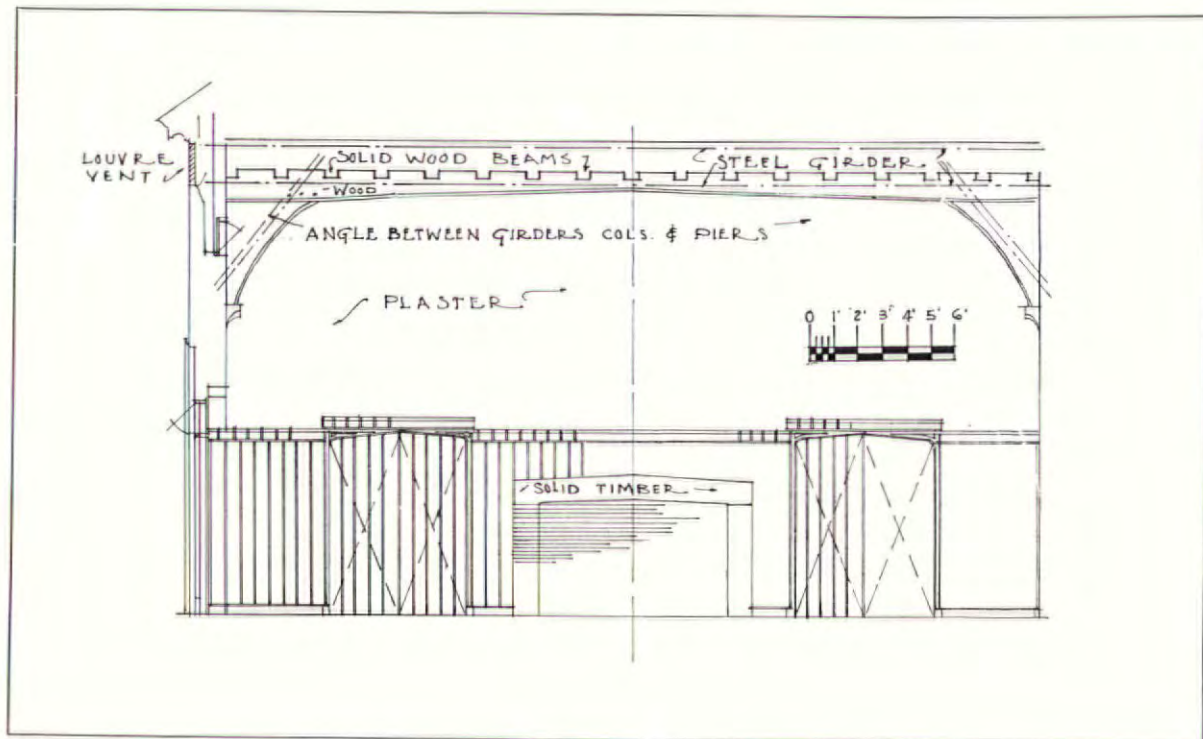 LOUVRE
VENT
SOLID WOOD BEAMS
STEEL GIRDER
WOOD
ANGLE BETWEEN GIRDERS COLS. & PIERS
PLASTER
0 1' 2' 3' 4' 5' 6'
SOLID TIMBER